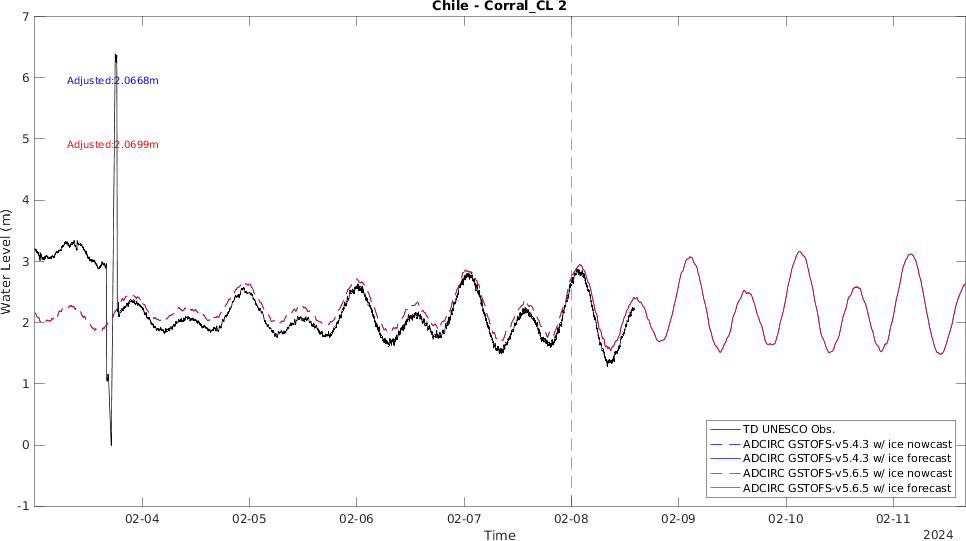 Chile - Corral_CL 2
7
6
5
4
3
2
1
0
-1
Water Level (m)
Adjusted:2.0668m
Adjusted:2.0699m
TD UNESCO Obs.
ADCIRC GSTOFS-v5.4.3 w/ ice nowcast
ADCIRC GSTOFS-v5.4.3 w/ ice forecast
ADCIRC GSTOFS-v5.6.5 w/ ice nowcast
ADCIRC GSTOFS-v5.6.5 w/ ice forecast
02-04 02-05 02-06 02-07 02-08 02-09 02-10 02-11
Time
2024